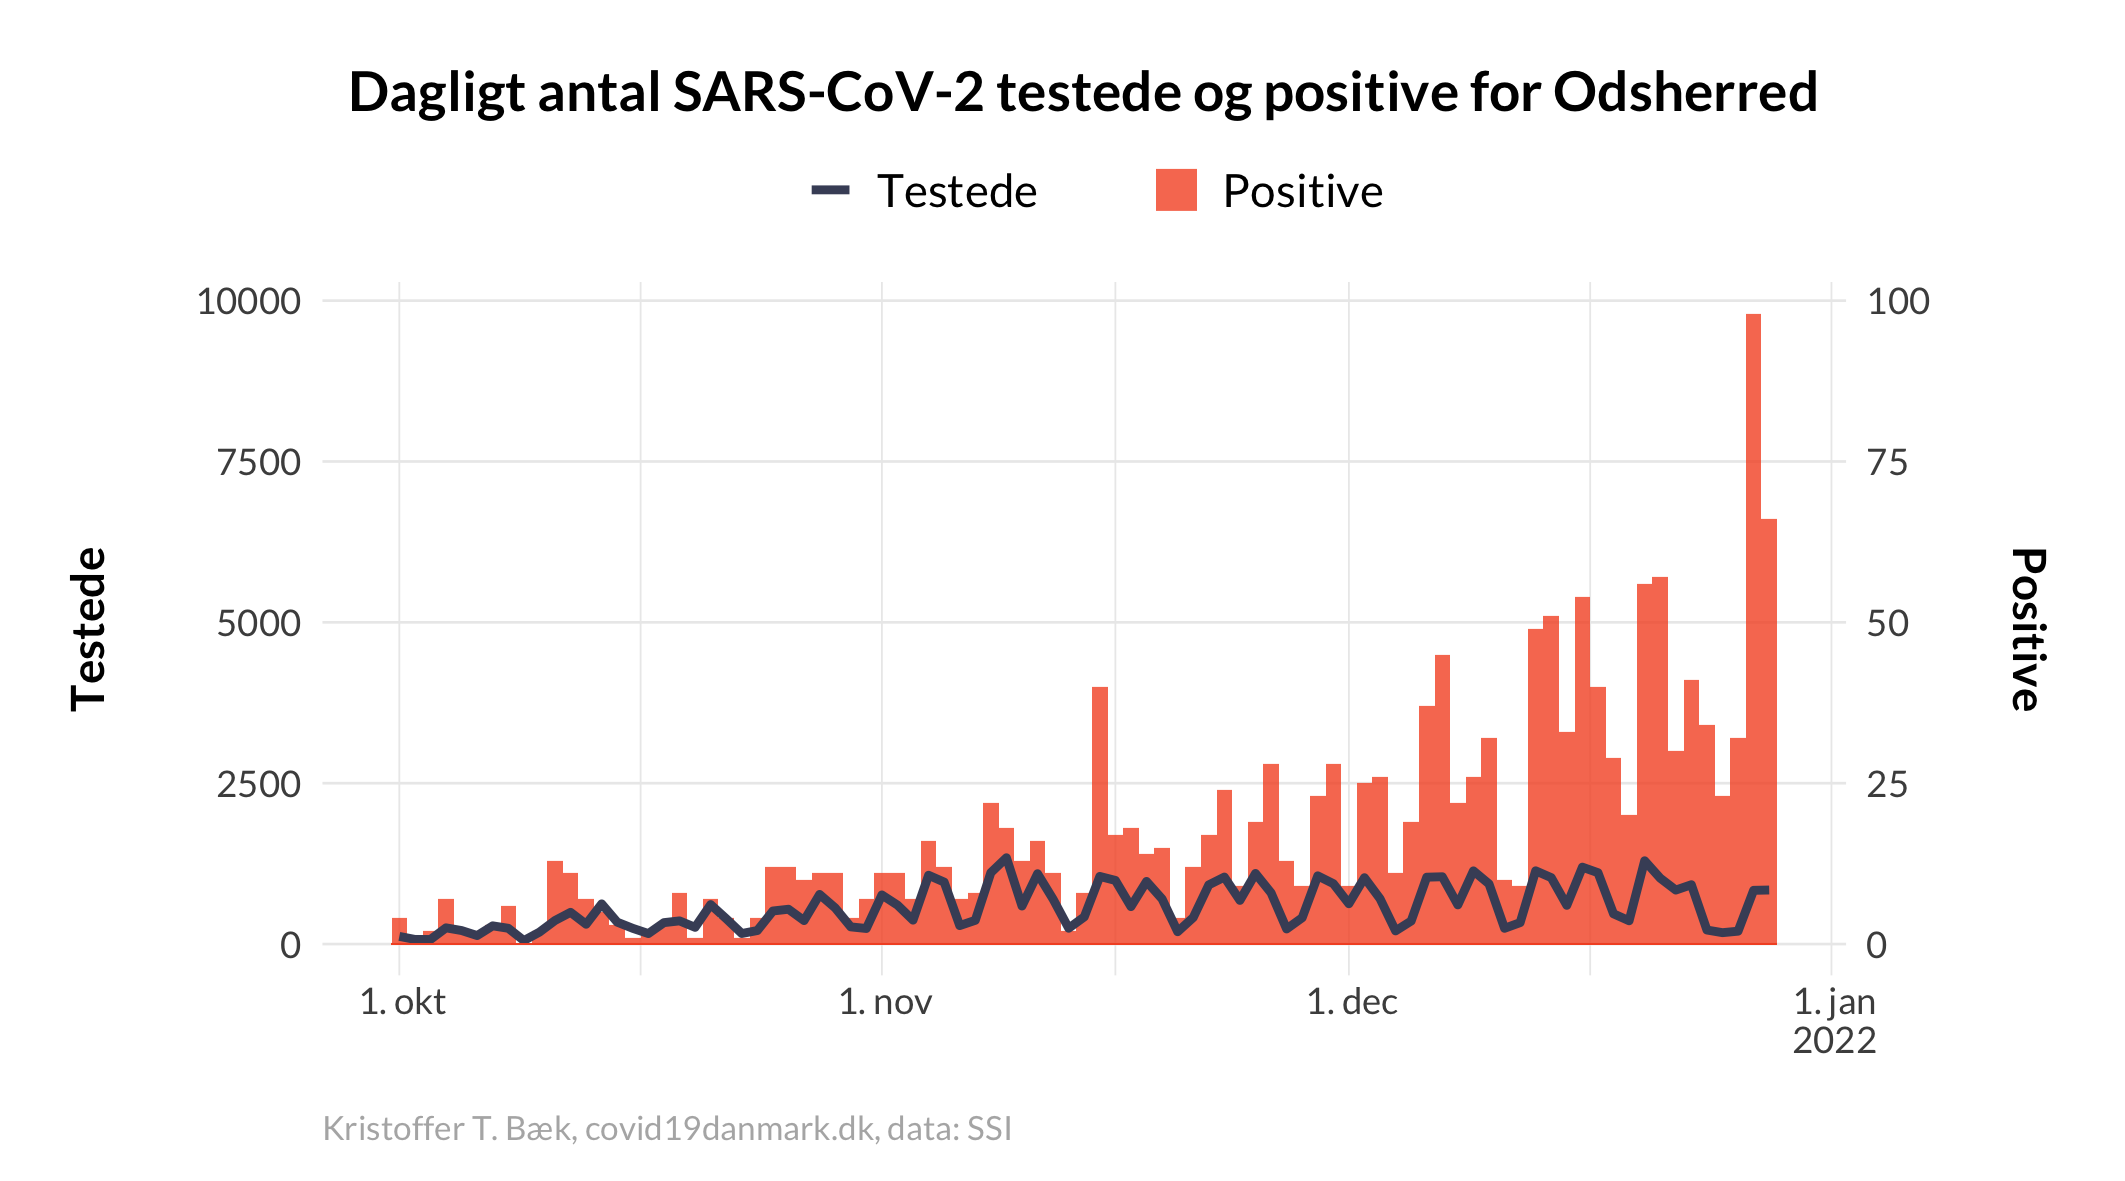 Dagligt antal SARS-CoV-2 testede og positive for Odsherred
Testede
Positive
10000
7500
5000
2500
0
100
75
50
25
0
Testede
Positive
1. okt
1. nov
1. dec
1. jan
2022
Kristoffer T. Bæk, covid19danmark.dk, data: SSI